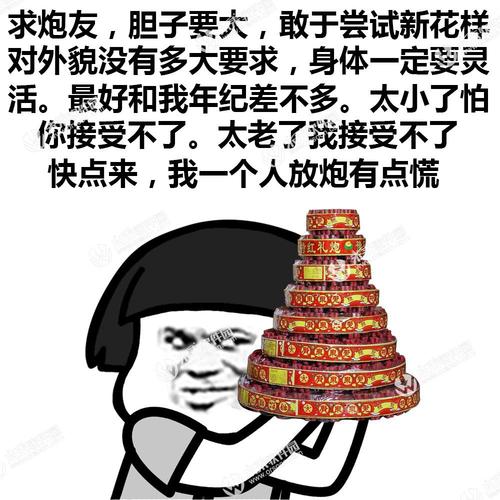 求炮友，胆子要大，敢于尝试新花样
对外貌没有多大要求，身体一定要灵
活。最好和我年纪差不多。太小了怕
你接受不了。太老了我接受不了
快点来，我一个人放炮有点慌
红礼炮